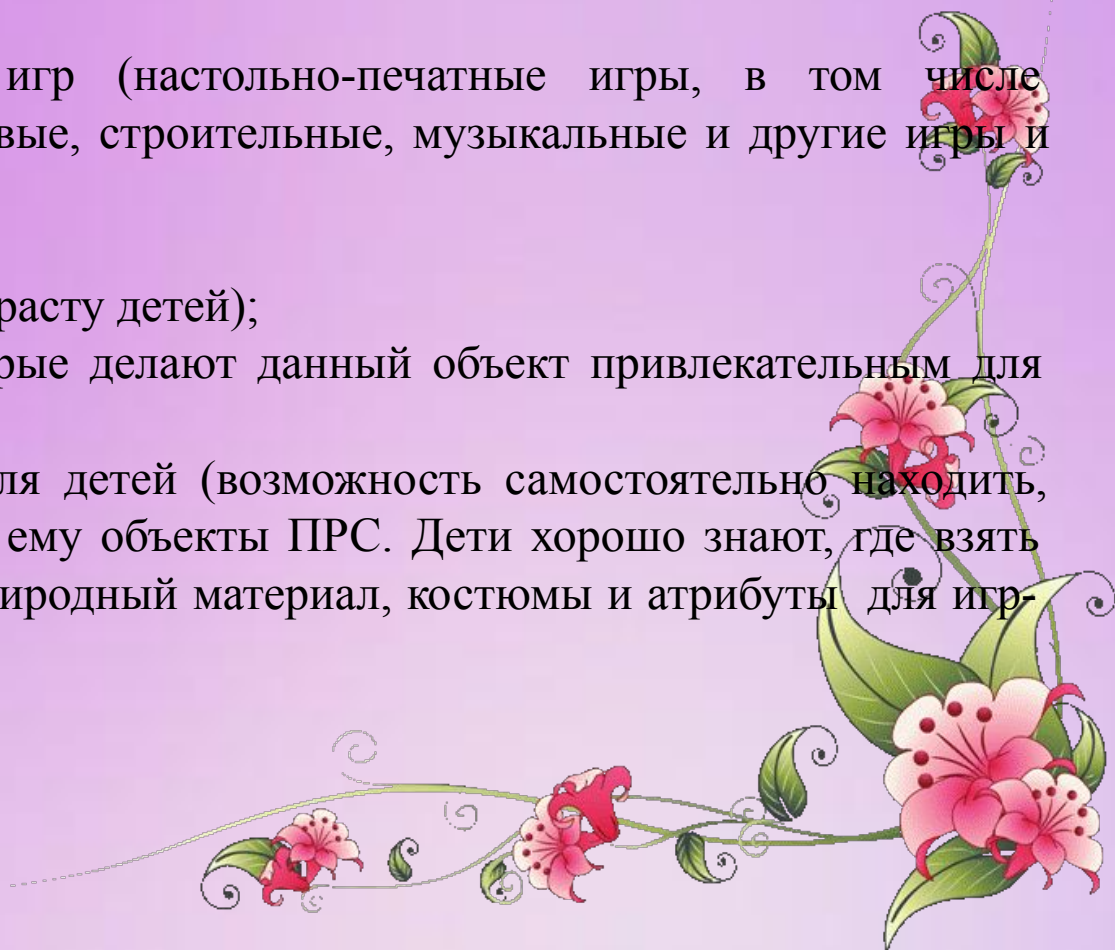 игр (настольно-печатные игры, в том числе
вые, строительные, музыкальные и другие игры и
расту детей);
рые делают данный объект привлекательным для
ля детей (возможность самостоятельно находить,
ему объекты ПРС. Дети хорошо знают, где взять
иродный материал, костюмы и атрибуты для игр-